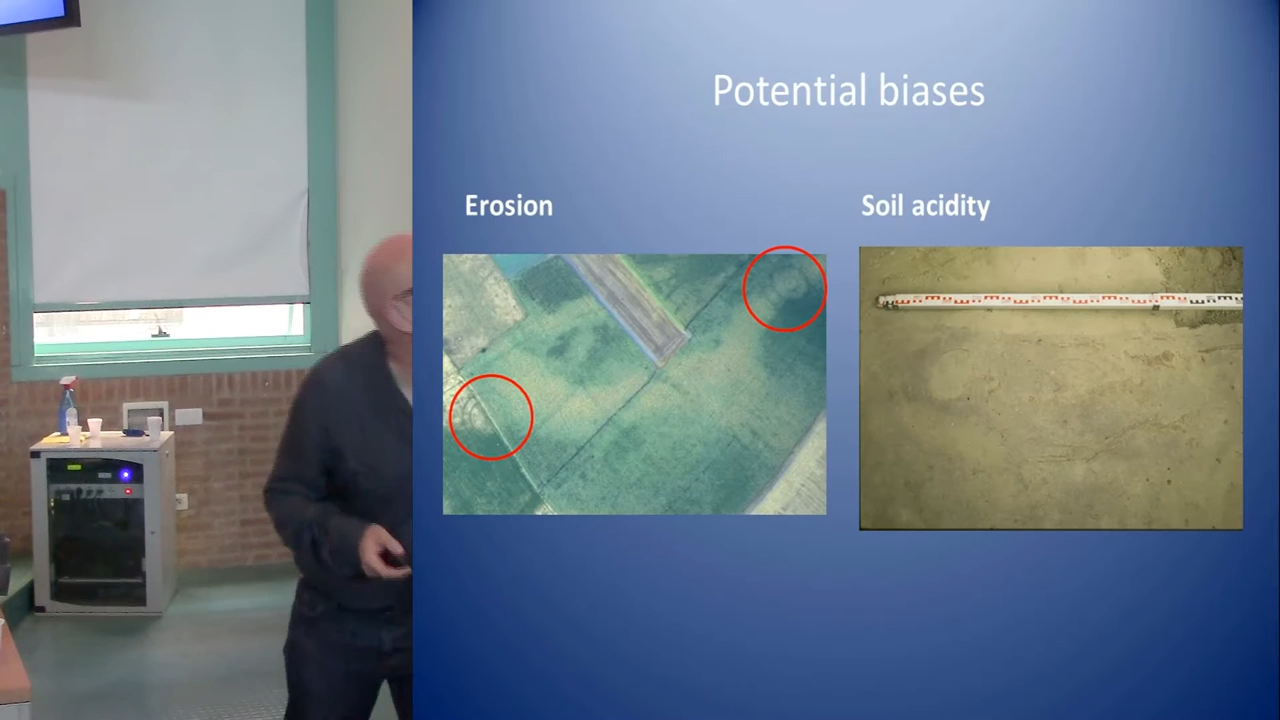 Potential biases
Erosion
Soil acidity